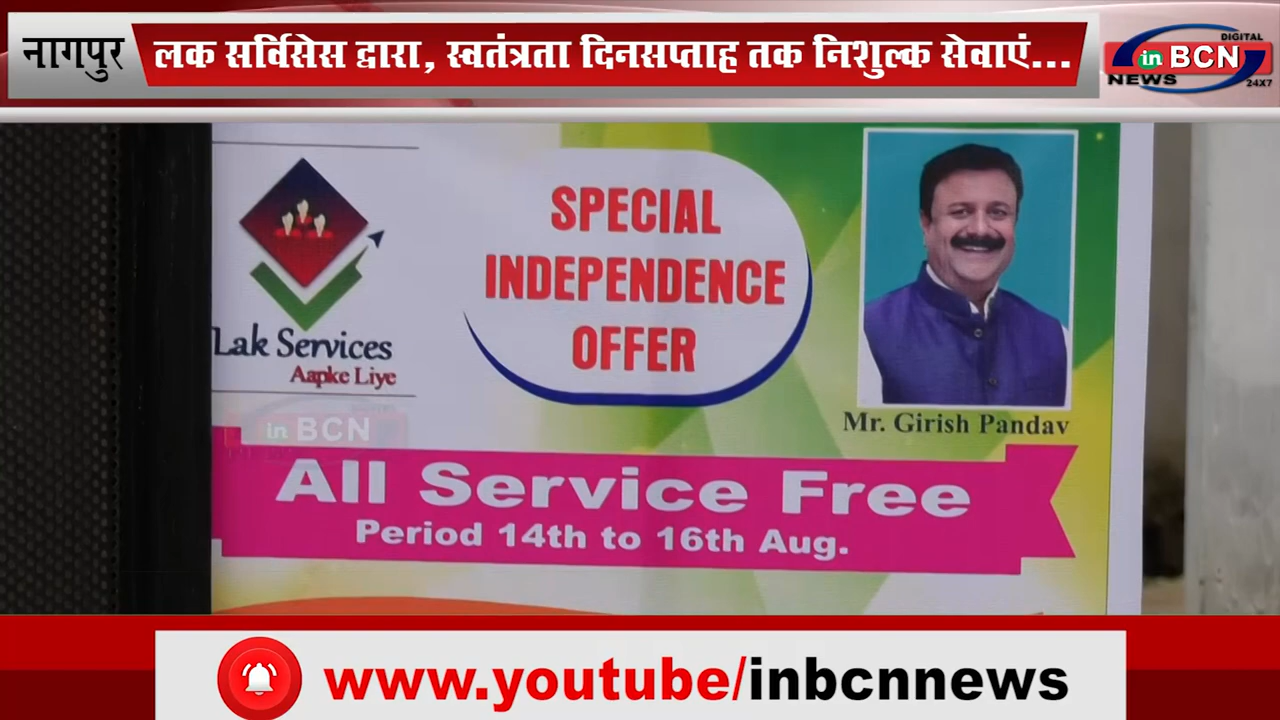 नागपुर
लक सर्विसेस द्वारा, स्वतंत्रता दिनसप्ताह तक निशुल्क सेवाएं...
DIGITAL
in BCN
NEWS
24X7
Lak Services
Aapke Liye
SPECIAL
INDEPENDENCE
OFFER
Mr. Girish Pandav
in BCN
All Service Free
Period 14th to 16th Aug.
www.youtube/inbcnnews